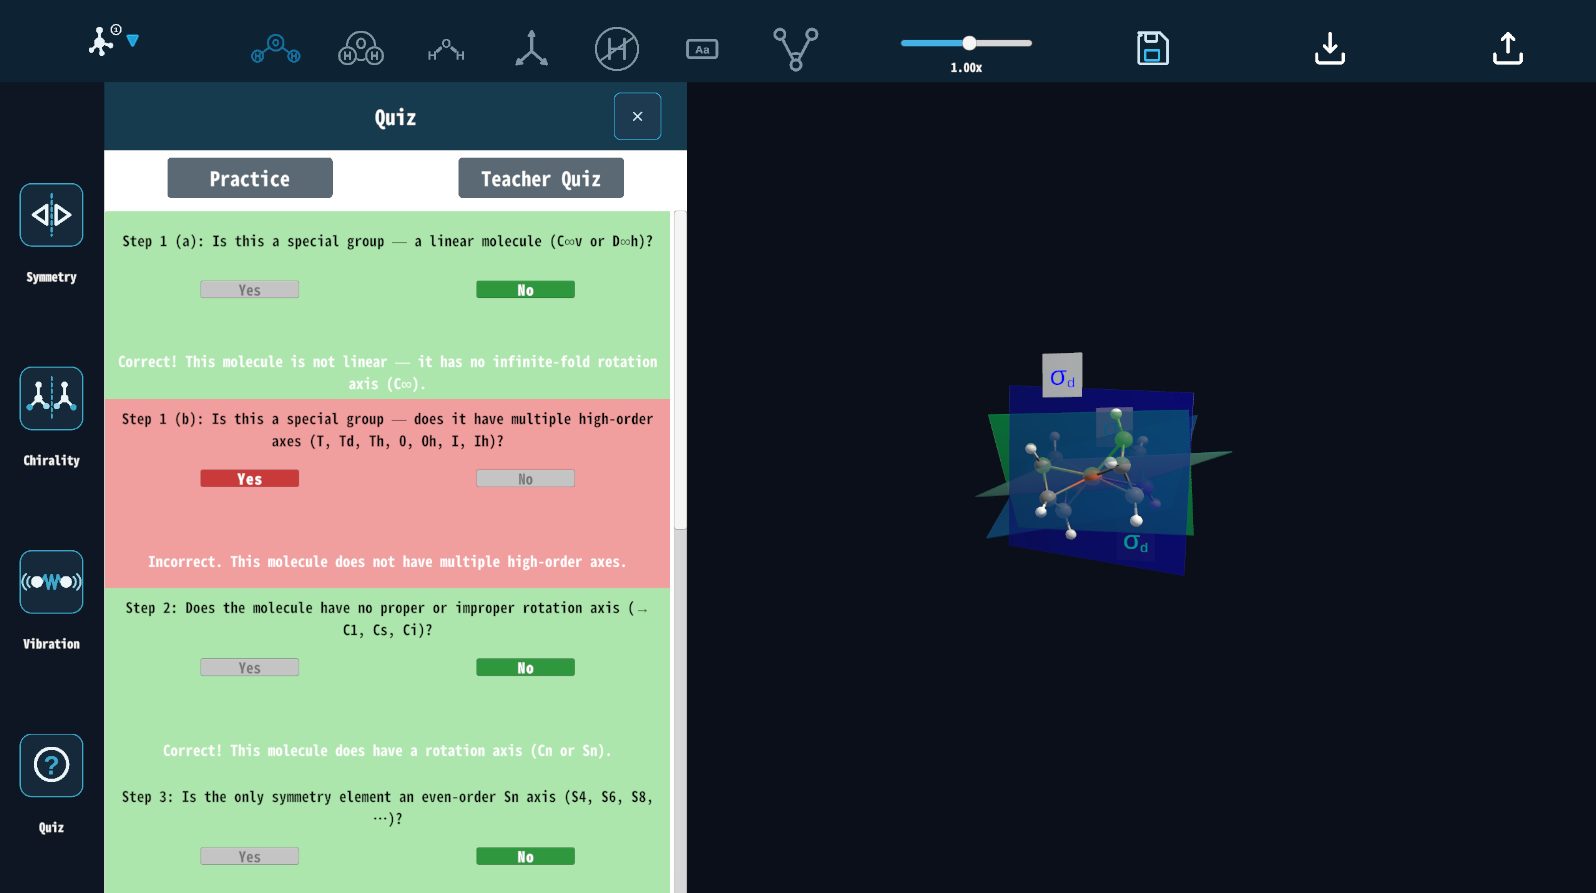 1
H O H
H O H
H O H
H
Aa
1.00x
Quiz
×
Practice
Teacher Quiz
Symmetry
Chirality
W
Vibration
?
Quiz
Step 1 (a): Is this a special group — a linear molecule (C∞v or D∞h)?
Yes
No
Correct! This molecule is not linear — it has no infinite-fold rotation
axis (C∞).
Step 1 (b): Is this a special group — does it have multiple high-order
axes (T, Td, Th, O, Oh, I, Ih)?
Yes
No
Incorrect. This molecule does not have multiple high-order axes.
Step 2: Does the molecule have no proper or improper rotation axis (→
C1, Cs, Ci)?
Yes
No
Correct! This molecule does have a rotation axis (Cn or Sn).
Step 3: Is the only symmetry element an even-order Sn axis (S4, S6, S8,
⋯)?
Yes
No
σd
σd